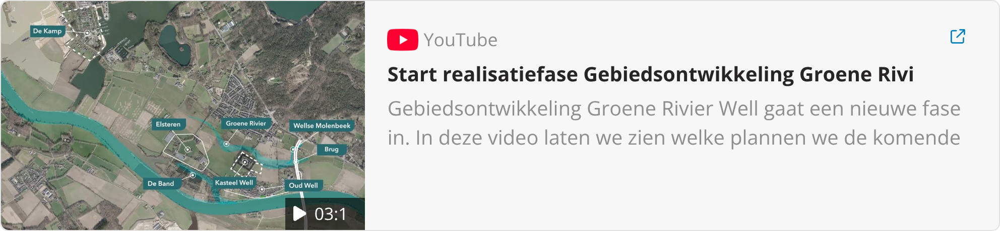 De Kamp
Elsteren
Groene Rivier
Wellse Molenbeek
Brug
De Band
Kasteel Well
Oud Well
03:1
YouTube
Start realisatiefase Gebiedsontwikkeling Groene Rivi
Gebiedsontwikkeling Groene Rivier Well gaat een nieuwe fase
in. In deze video laten we zien welke plannen we de komende